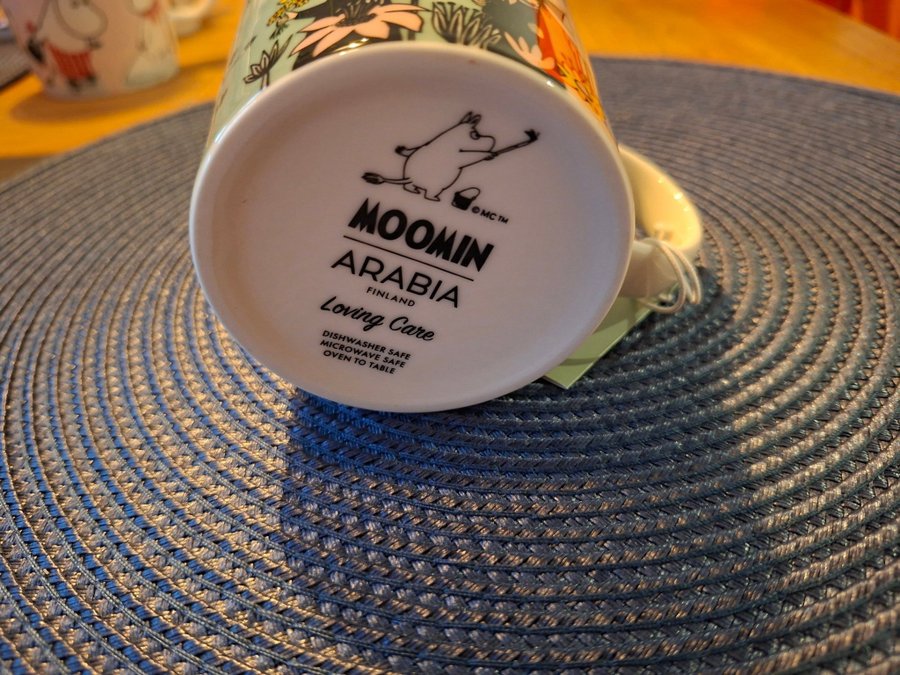 © MC™
MOOMIN
ARABIA
FINLAND
Loving Care
DISHWASHER SAFE
MICROWAVE SAFE
OVEN TO TABLE